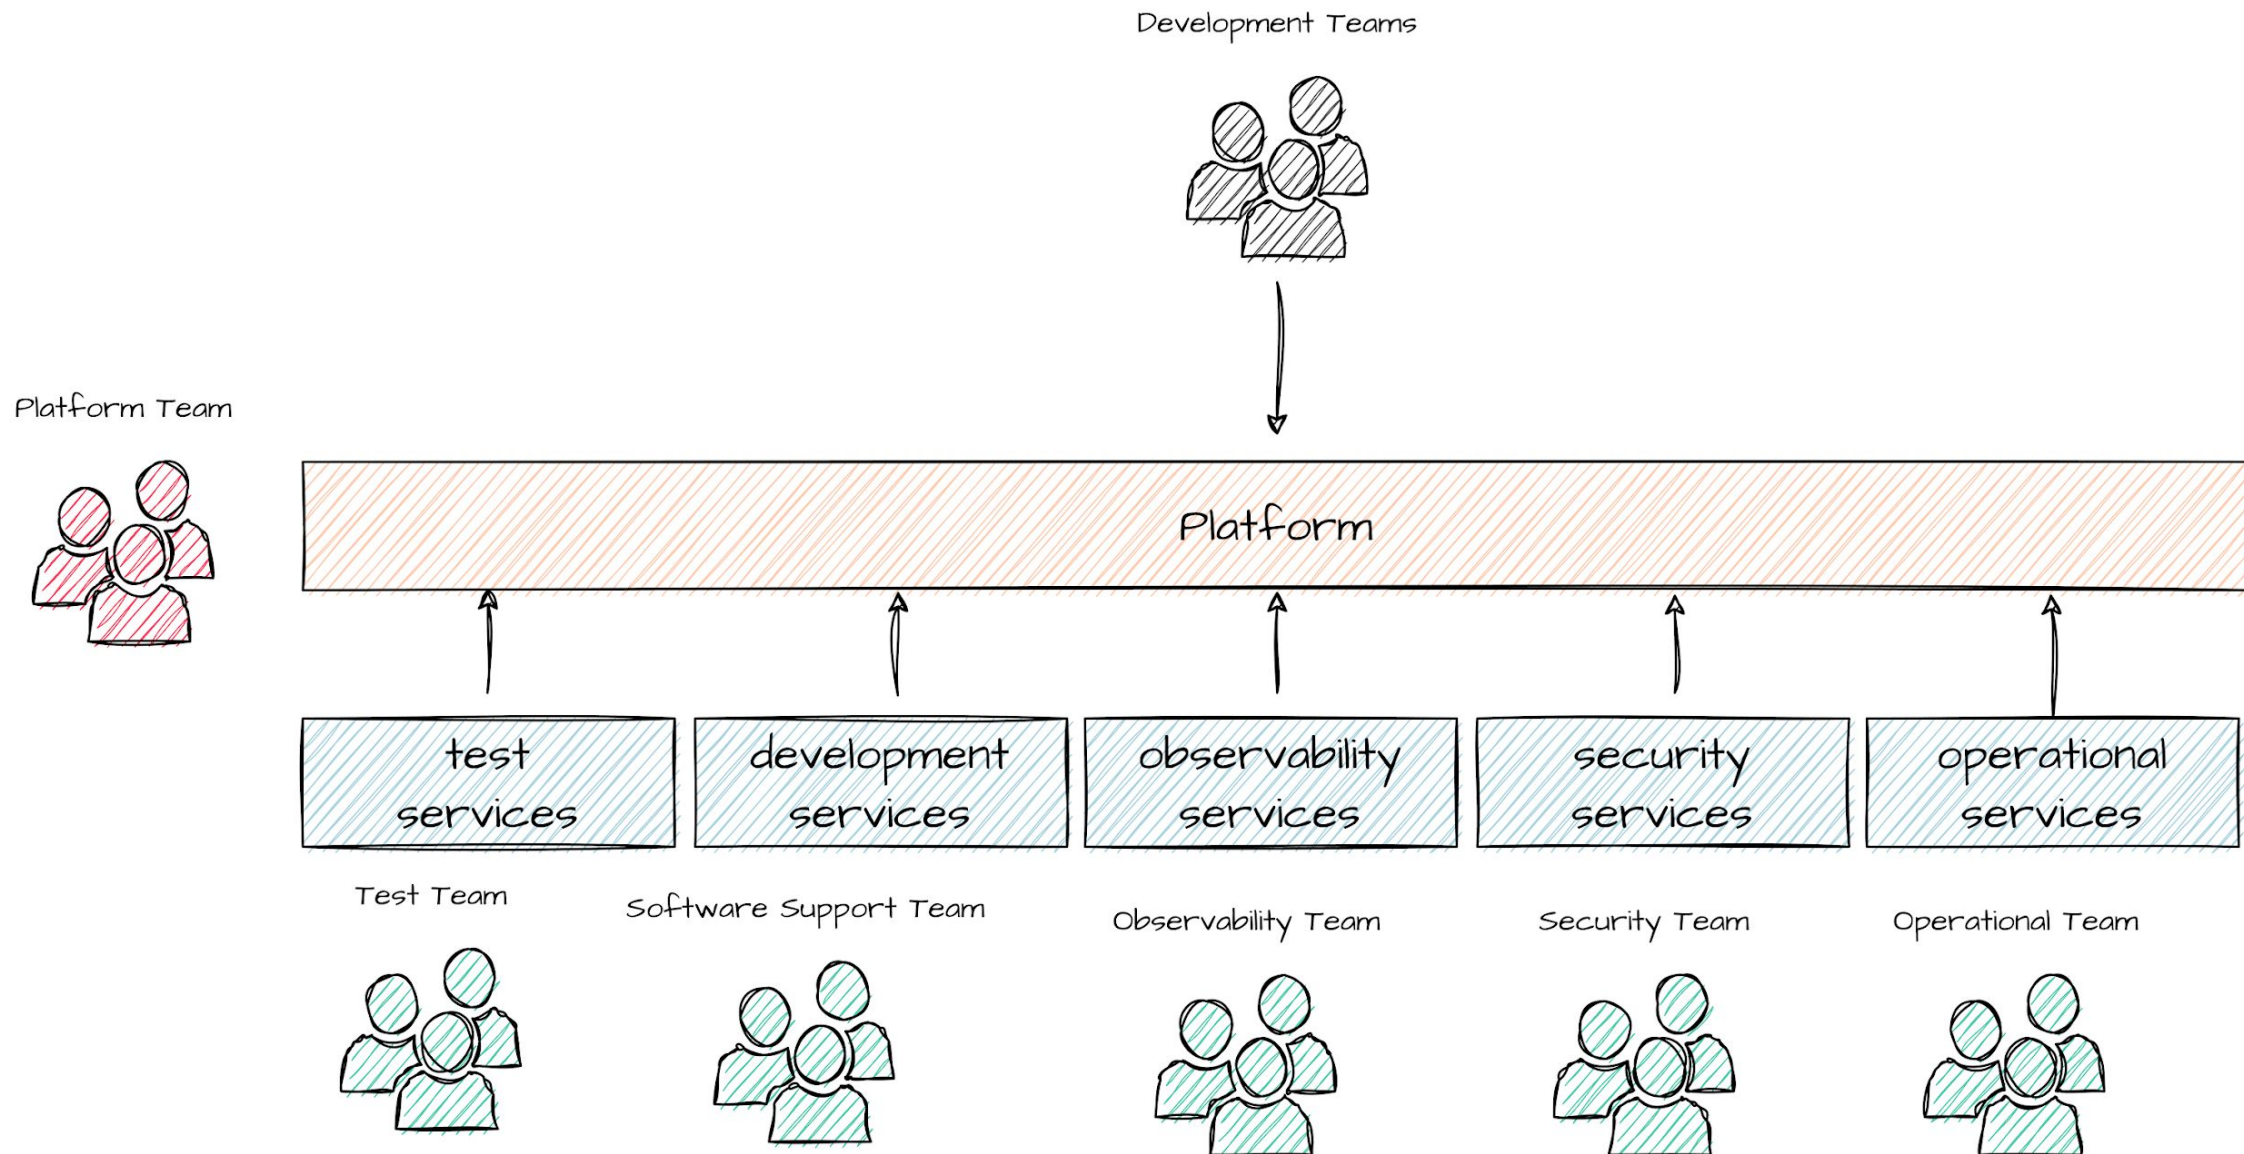 Development Teams
Platform Team
Platform
test
services
development
services
observability
services
security
services
operational
services
Test Team
Software Support Team
Observability Team
Security Team
Operational Team